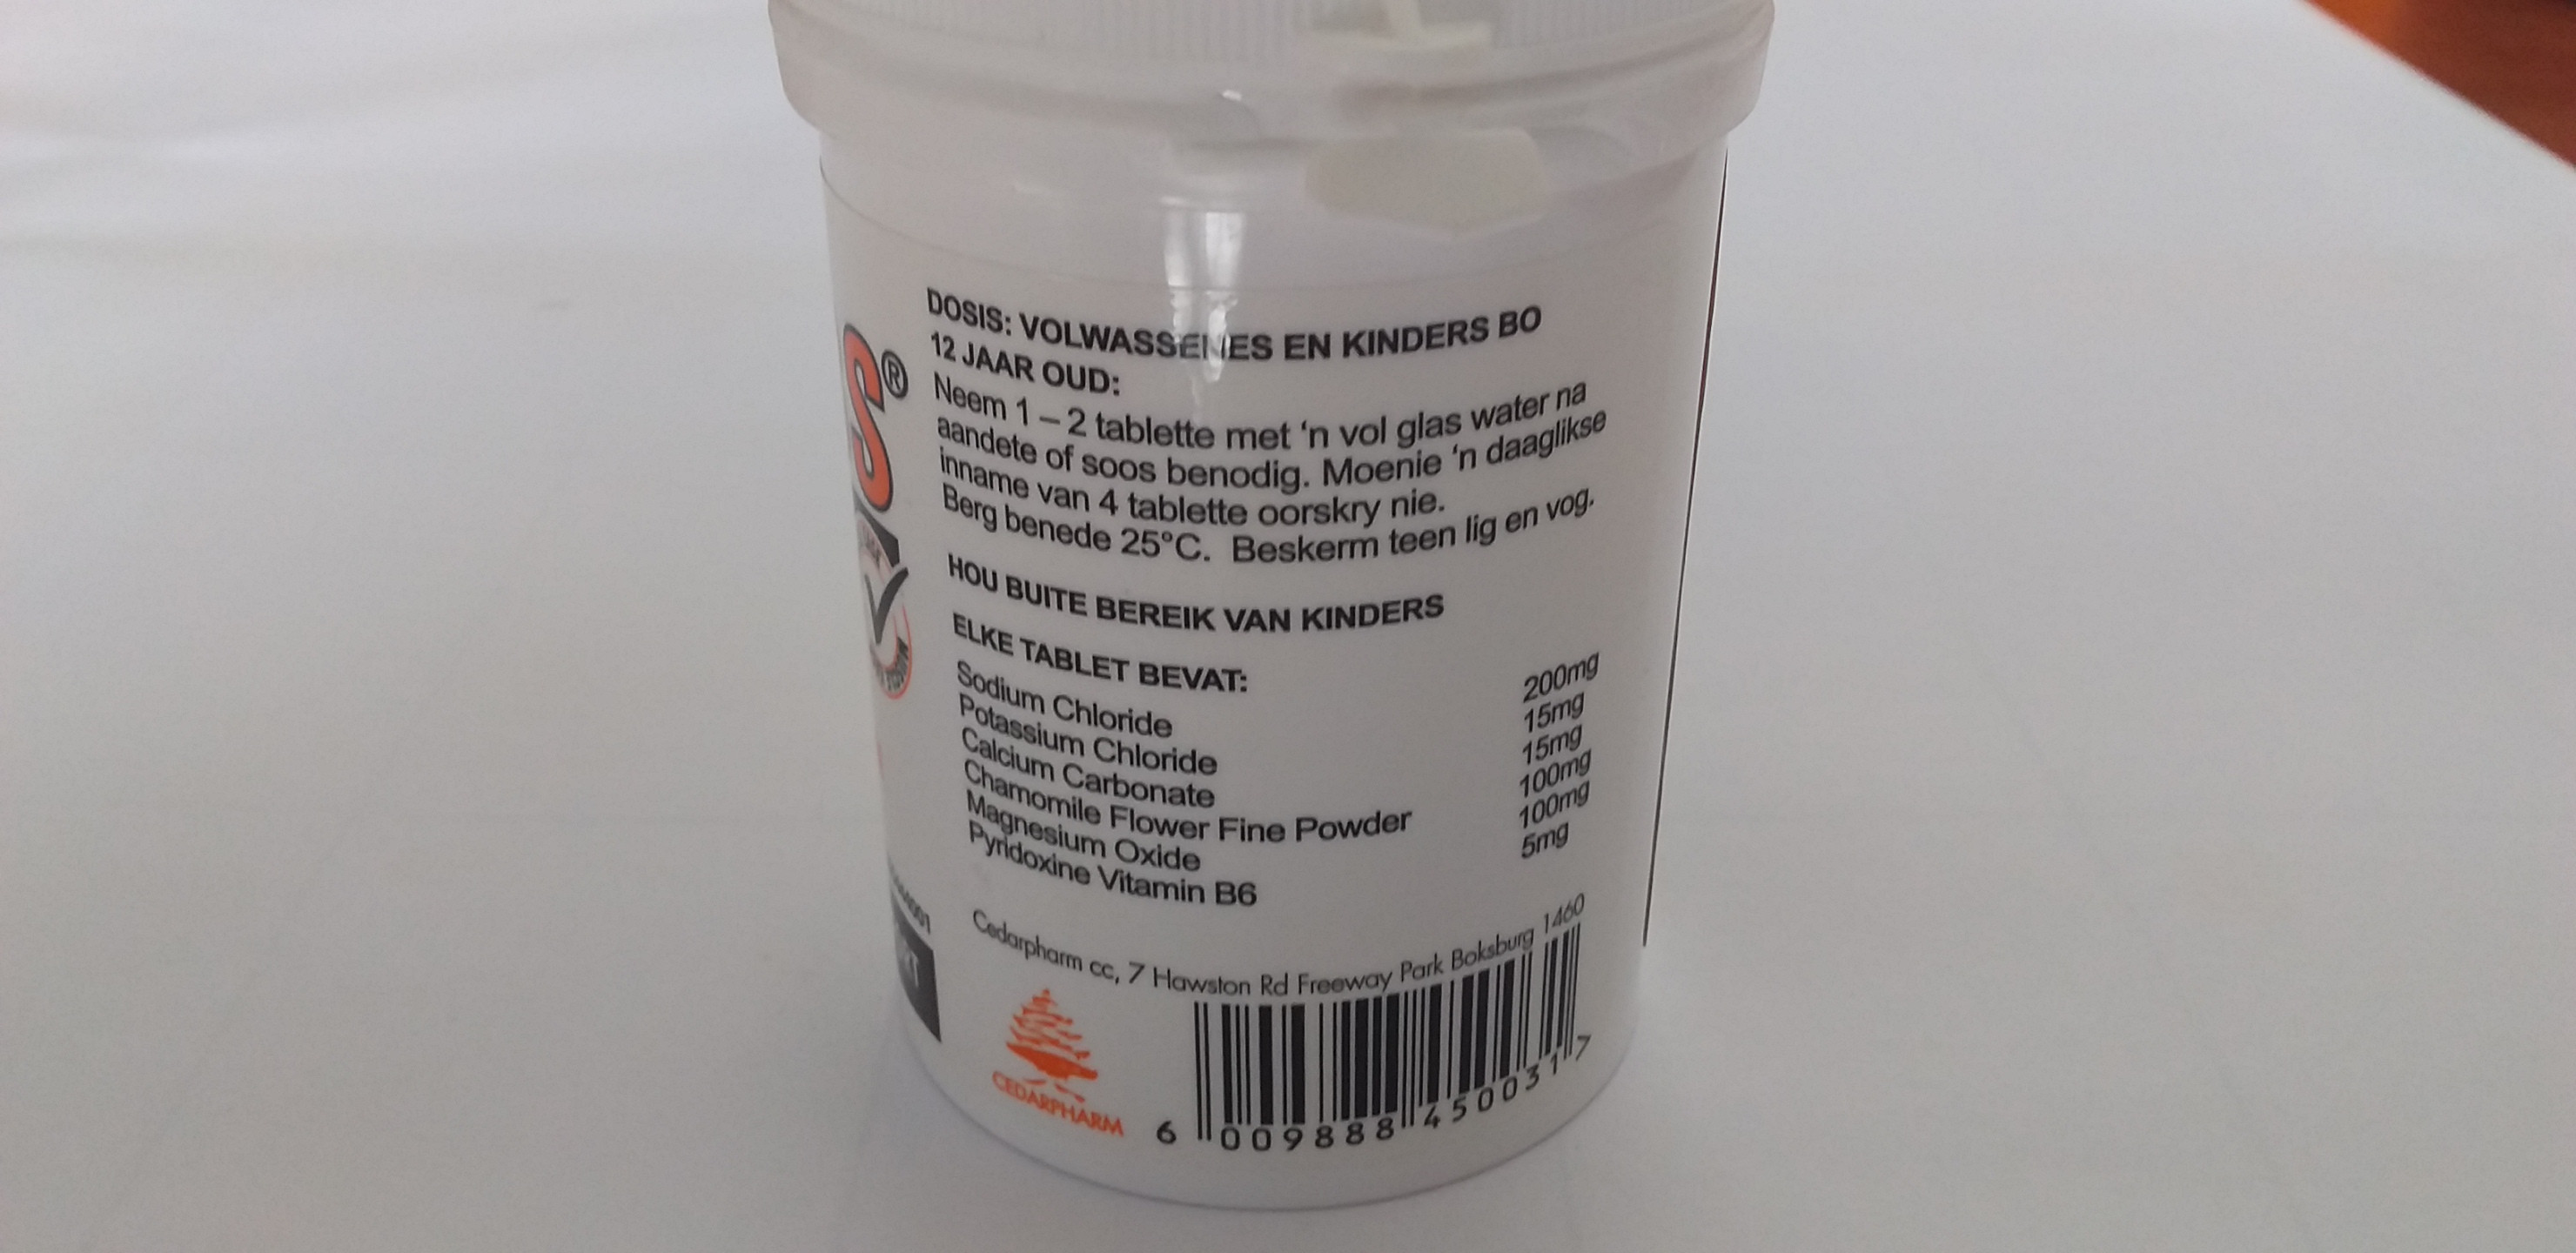 S®
DOSIS: VOLWASSENES EN KINDERS BO
12 JAAR OUD:
Neem 1 – 2 tablette met ‘n vol glas water na
aandete of soos benodig. Moenie ‘n daaglikse
inname van 4 tablette oorskry nie.
Berg benede 25°C. Beskerm teen lig en vog.
HOU BUITE BEREIK VAN KINDERS
ELKE TABLET BEVAT:
Sodium Chloride 200mg
Potassium Chloride 15mg
Calcium Carbonate 15mg
Chamomile Flower Fine Powder 100mg
Magnesium Oxide 100mg
Pyridoxine Vitamin B6 5mg
Cedarpharm cc, 7 Hawston Rd Freeway Park Boksburg 1460
CEDARPHARM
6 009888 450031 7